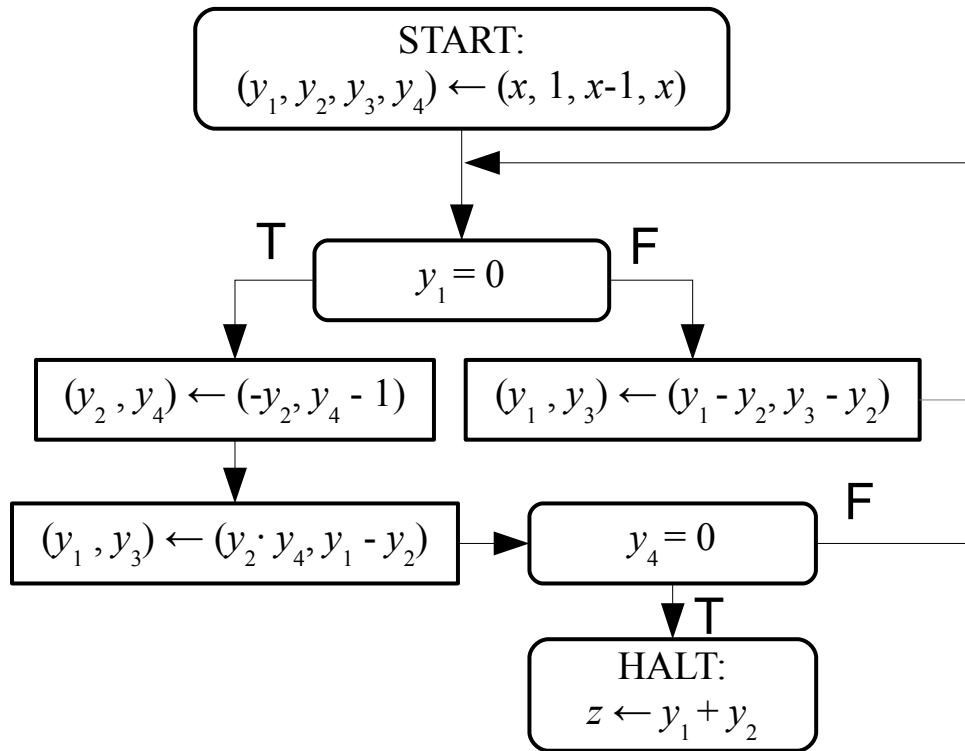 START:
(y₁, y₂, y₃, y₄) ← (x, 1, x-1, x)
T
F
y₁ = 0
(y₂ , y₄) ← (-y₂, y₄ - 1)
(y₁ , y₃) ← (y₁ - y₂, y₃ - y₂)
(y₁ , y₃) ← (y₂· y₄, y₁ - y₂)
y₄ = 0
F
T
HALT:
z ← y₁ + y₂